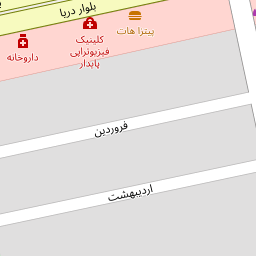 بلوار دریا
پیتزا هات
کلینیک
فیزیوتراپی
پایدار
داروخانه
فروردین
اردیبهشت